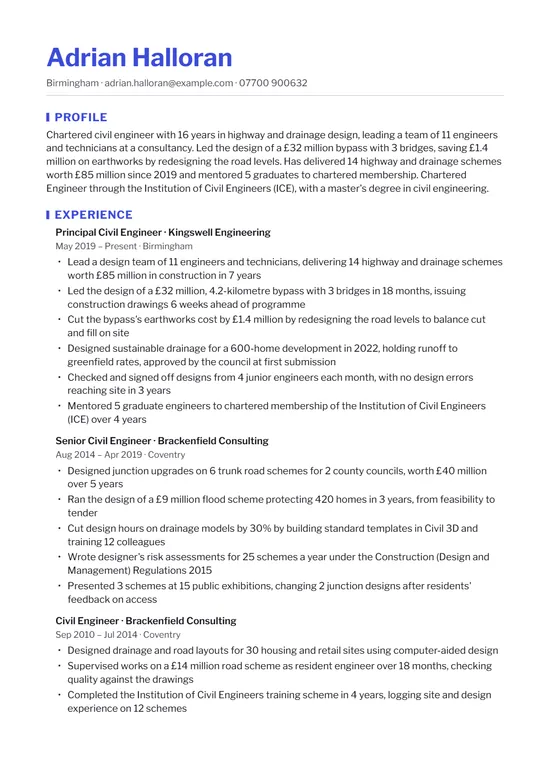 Adrian Halloran
Birmingham · adrian.halloran@example.com · 07700 900632
PROFILE
Chartered civil engineer with 16 years in highway and drainage design, leading a team of 11 engineers
and technicians at a consultancy. Led the design of a £32 million bypass with 3 bridges, saving £1.4
million on earthworks by redesigning the road levels. Has delivered 14 highway and drainage schemes
worth £85 million since 2019 and mentored 5 graduates to chartered membership. Chartered
Engineer through the Institution of Civil Engineers (ICE), with a master's degree in civil engineering.
EXPERIENCE
Principal Civil Engineer · Kingswell Engineering
May 2019 – Present · Birmingham
• Lead a design team of 11 engineers and technicians, delivering 14 highway and drainage schemes
worth £85 million in construction in 7 years
• Led the design of a £32 million, 4.2-kilometre bypass with 3 bridges in 18 months, issuing
construction drawings 6 weeks ahead of programme
• Cut the bypass's earthworks cost by £1.4 million by redesigning the road levels to balance cut
and fill on site
• Designed sustainable drainage for a 600-home development in 2022, holding runoff to
greenfield rates, approved by the council at first submission
• Checked and signed off designs from 4 junior engineers each month, with no design errors
reaching site in 3 years
• Mentored 5 graduate engineers to chartered membership of the Institution of Civil Engineers
(ICE) over 4 years
Senior Civil Engineer · Brackenfield Consulting
Aug 2014 – Apr 2019 · Coventry
• Designed junction upgrades on 6 trunk road schemes for 2 county councils, worth £40 million
over 5 years
• Ran the design of a £9 million flood scheme protecting 420 homes in 3 years, from feasibility to
tender
• Cut design hours on drainage models by 30% by building standard templates in Civil 3D and
training 12 colleagues
• Wrote designer's risk assessments for 25 schemes a year under the Construction (Design and
Management) Regulations 2015
• Presented 3 schemes at 15 public exhibitions, changing 2 junction designs after residents'
feedback on access
Civil Engineer · Brackenfield Consulting
Sep 2010 – Jul 2014 · Coventry
• Designed drainage and road layouts for 30 housing and retail sites using computer-aided design
• Supervised works on a £14 million road scheme as resident engineer over 18 months, checking
quality against the drawings
• Completed the Institution of Civil Engineers training scheme in 4 years, logging site and design
experience on 12 schemes